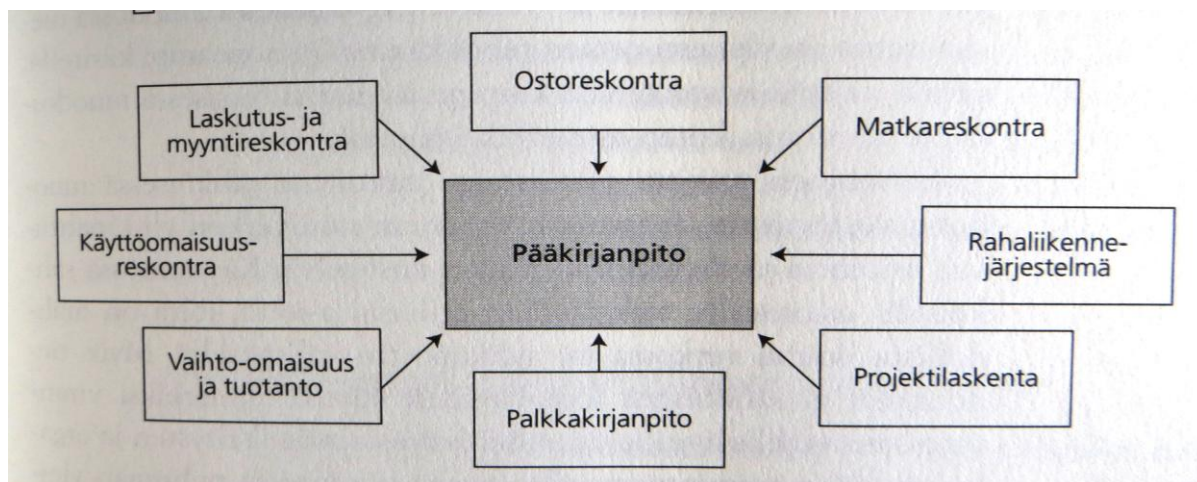 Ostoreskontra
Laskutus- ja
myyntireskontra
Matkareskontra
Käyttöomaisuus-
reskontra
Pääkirjanpito
Rahaliikenne-
järjestelmä
Vaihto-omaisuus
ja tuotanto
Palkkakirjanpito
Projektilaskenta